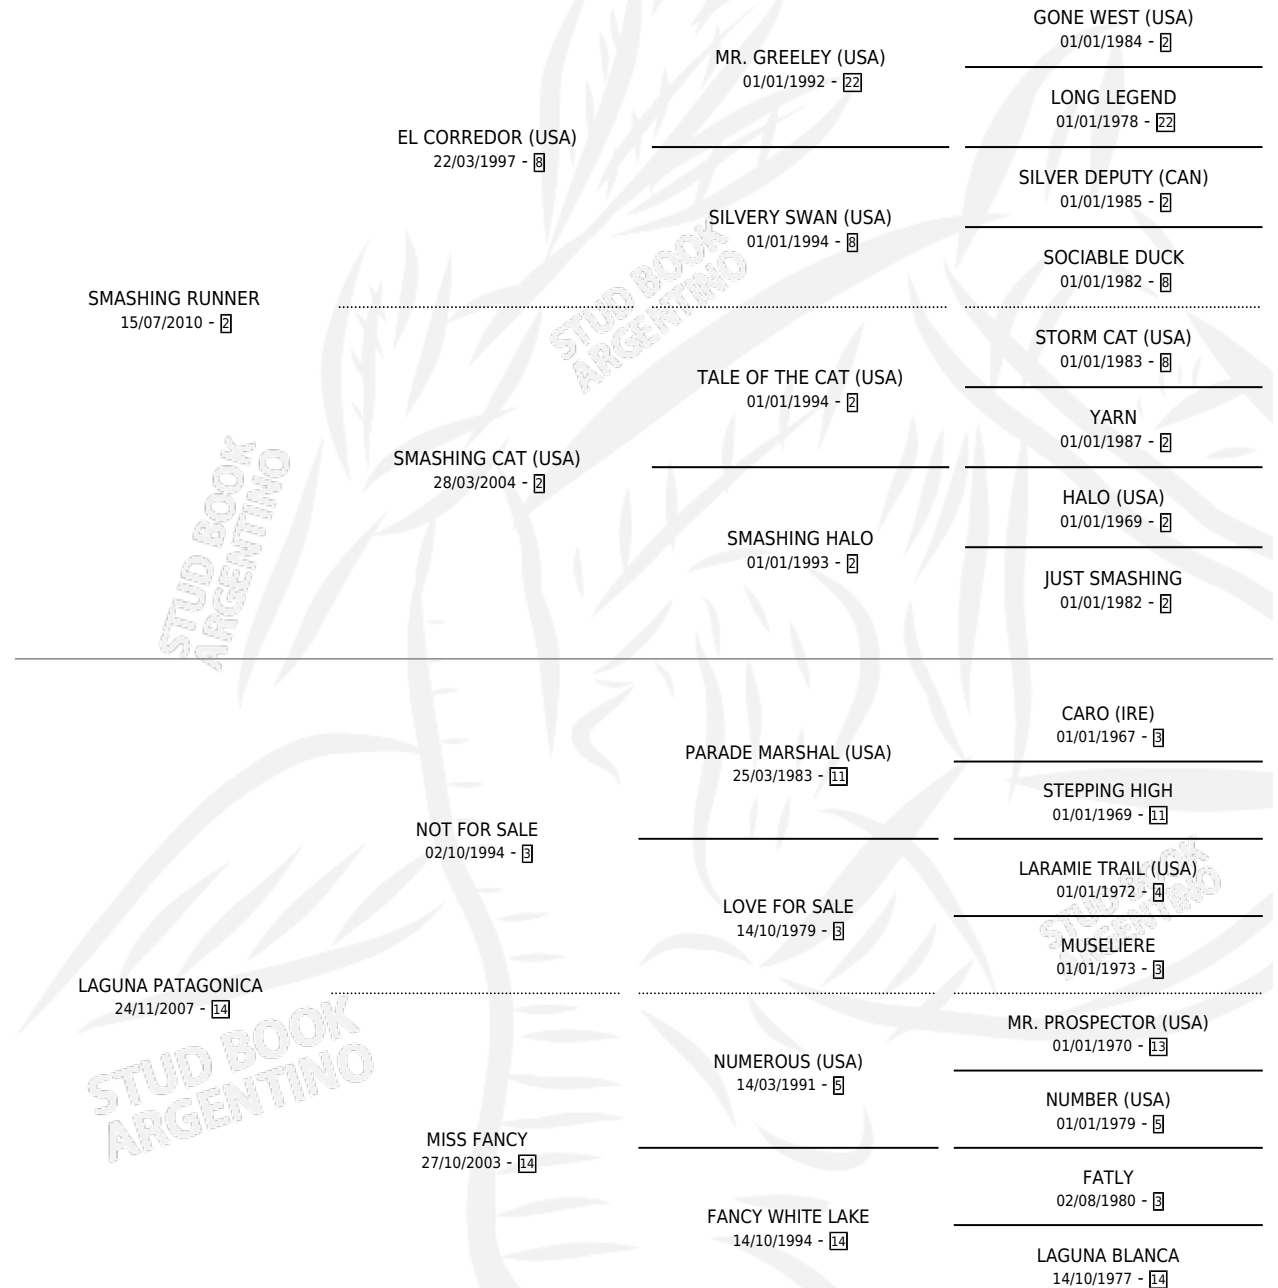 GONE WEST (USA)
01/01/1984 - 2
MR. GREELEY (USA)
01/01/1992 - 22
LONG LEGEND
01/01/1978 - 22
EL CORREDOR (USA)
22/03/1997 - 8
SILVER DEPUTY (CAN)
01/01/1985 - 2
SILVERY SWAN (USA)
01/01/1994 - 8
SOCIABLE DUCK
01/01/1982 - 8
SMASHING RUNNER
15/07/2010 - 2
STUD BOOK
ARGENTINO
STORM CAT (USA)
01/01/1983 - 8
TALE OF THE CAT (USA)
01/01/1994 - 2
YARN
01/01/1987 - 2
SMASHING CAT (USA)
28/03/2004 - 2
HALO (USA)
01/01/1969 - 2
SMASHING HALO
01/01/1993 - 2
JUST SMASHING
01/01/1982 - 2
STUD BOOK
ARGENTINO
CARO (IRE)
01/01/1967 - 3
PARADE MARSHAL (USA)
25/03/1983 - 11
STEPPING HIGH
01/01/1969 - 11
NOT FOR SALE
02/10/1994 - 3
LARAMIE TRAIL (USA)
01/01/1972 - 4
LOVE FOR SALE
14/10/1979 - 3
STUD BOOK
ARGENTINO
MUSELIERE
01/01/1973 - 3
LAGUNA PATAGONICA
24/11/2007 - 14
STUD BOOK
ARGENTINO
MR. PROSPECTOR (USA)
01/01/1970 - 13
NUMEROUS (USA)
14/03/1991 - 5
NUMBER (USA)
01/01/1979 - 5
MISS FANCY
27/10/2003 - 14
FATLY
02/08/1980 - 3
FANCY WHITE LAKE
14/10/1994 - 14
LAGUNA BLANCA
14/10/1977 - 14